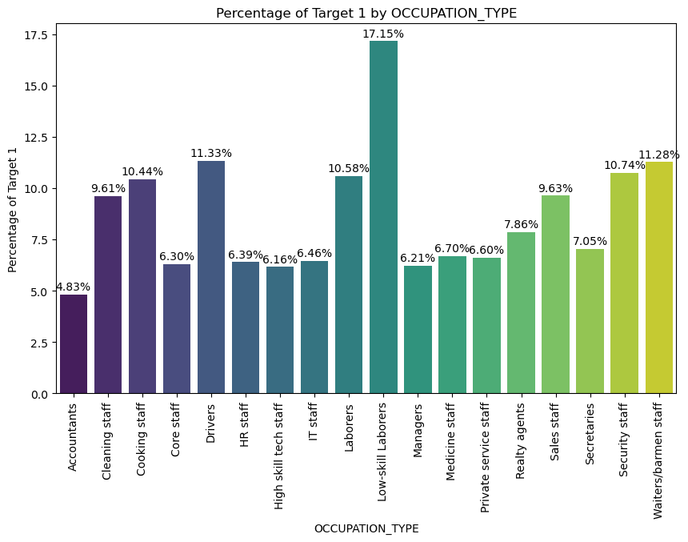 Percentage of Target 1 by OCCUPATION_TYPE
Percentage of Target 1
17.5
15.0
12.5
10.0
7.5
5.0
2.5
0.0
4.83%
9.61%
10.44%
6.30%
11.33%
6.39%
6.16%
6.46%
10.58%
17.15%
6.21%
6.70%
6.60%
7.86%
9.63%
7.05%
10.74%
11.28%
Accountants
Cleaning staff
Cooking staff
Core staff
Drivers
HR staff
High skill tech staff
IT staff
Laborers
Low-skill Laborers
Managers
Medicine staff
Private service staff
Realty agents
Sales staff
Secretaries
Security staff
Waiters/barmen staff
OCCUPATION_TYPE